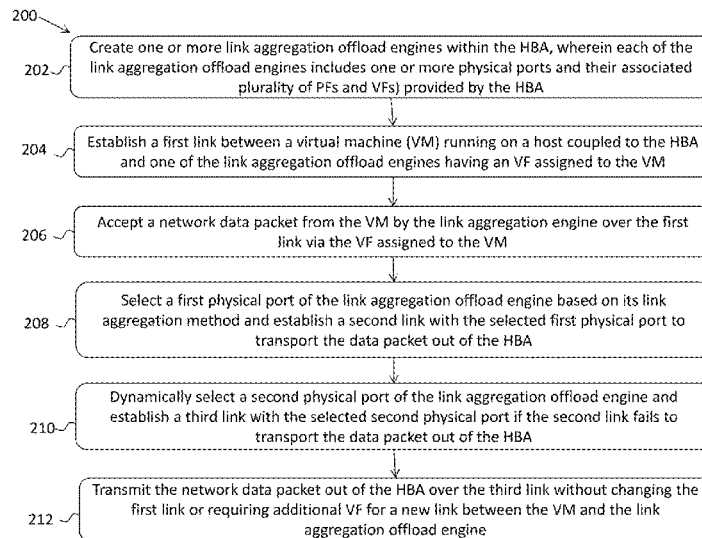 200
Create one or more link aggregation offload engines within the HBA, wherein each of the
202
link aggregation offload engines includes one or more physical ports and their associated
plurality of PFs and VFs) provided by the HBA
204
Establish a first link between a virtual machine (VM) running on a host coupled to the HBA
and one of the link aggregation offload engines having an VF assigned to the VM
206
Accept a network data packet from the VM by the link aggregation engine over the first
link via the VF assigned to the VM
208
Select a first physical port of the link aggregation offload engine based on its link
aggregation method and establish a second link with the selected first physical port to
transport the data packet out of the HBA
210
Dynamically select a second physical port of the link aggregation offload engine and
establish a third link with the selected second physical port if the second link fails to
transport the data packet out of the HBA
212
Transmit the network data packet out of the HBA over the third link without changing the
first link or requiring additional VF for a new link between the VM and the link
aggregation offload engine